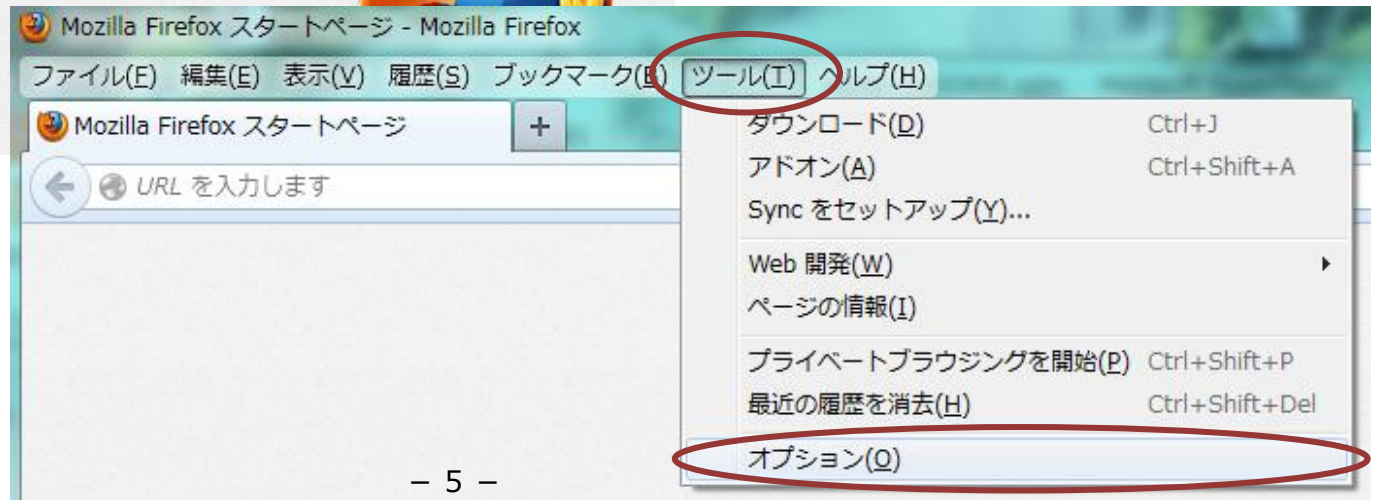 Mozilla Firefox スタートページ - Mozilla Firefox
ファイル(F) 編集(E) 表示(V) 履歴(S) ブックマーク(B) ツール(T) ヘルプ(H)
Mozilla Firefox スタートページ +
URL を入力します
ダウンロード(D) Ctrl+J
アドオン(A) Ctrl+Shift+A
Sync をセットアップ(Y)...
Web 開発(W)
ページの情報(I)
プライベートブラウジングを開始(P) Ctrl+Shift+P
最近の履歴を消去(H) Ctrl+Shift+Del
オプション(O)
– 5 –